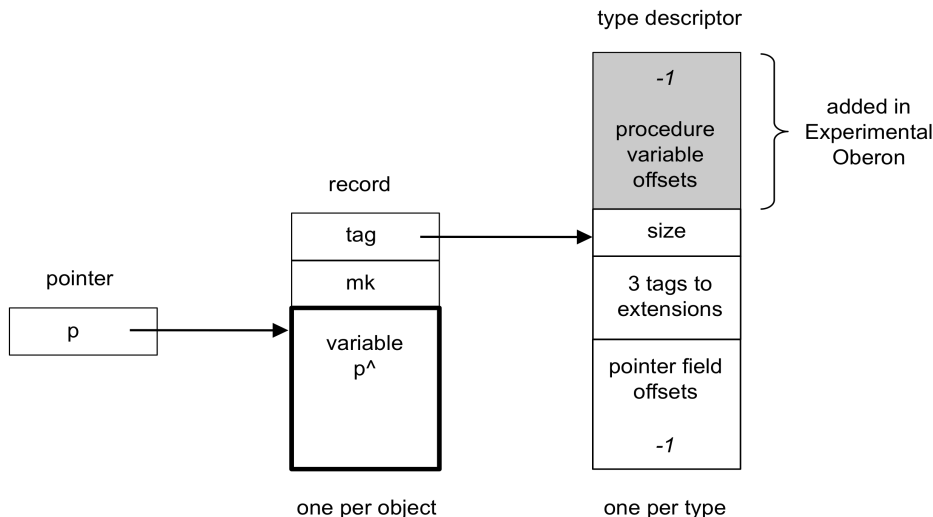 type descriptor
-1
procedure
variable
offsets
added in
Experimental
Oberon
record
tag
size
mk
3 tags to
extensions
pointer
p
variable
p^
pointer field
offsets
-1
one per object
one per type